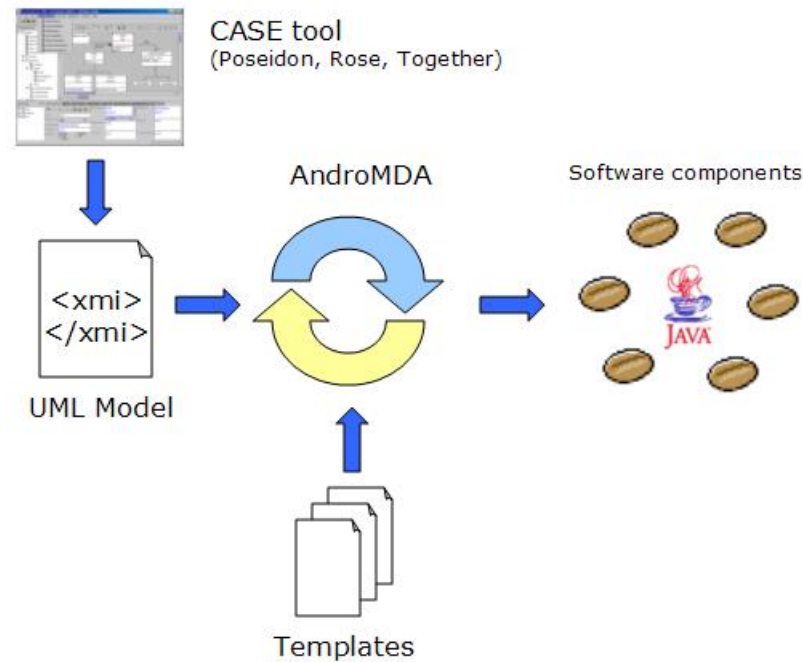 CASE tool
(Poseidon, Rose, Together)
AndroMDA
Software components
<xmi>
</xmi>
JAVA
UML Model
Templates